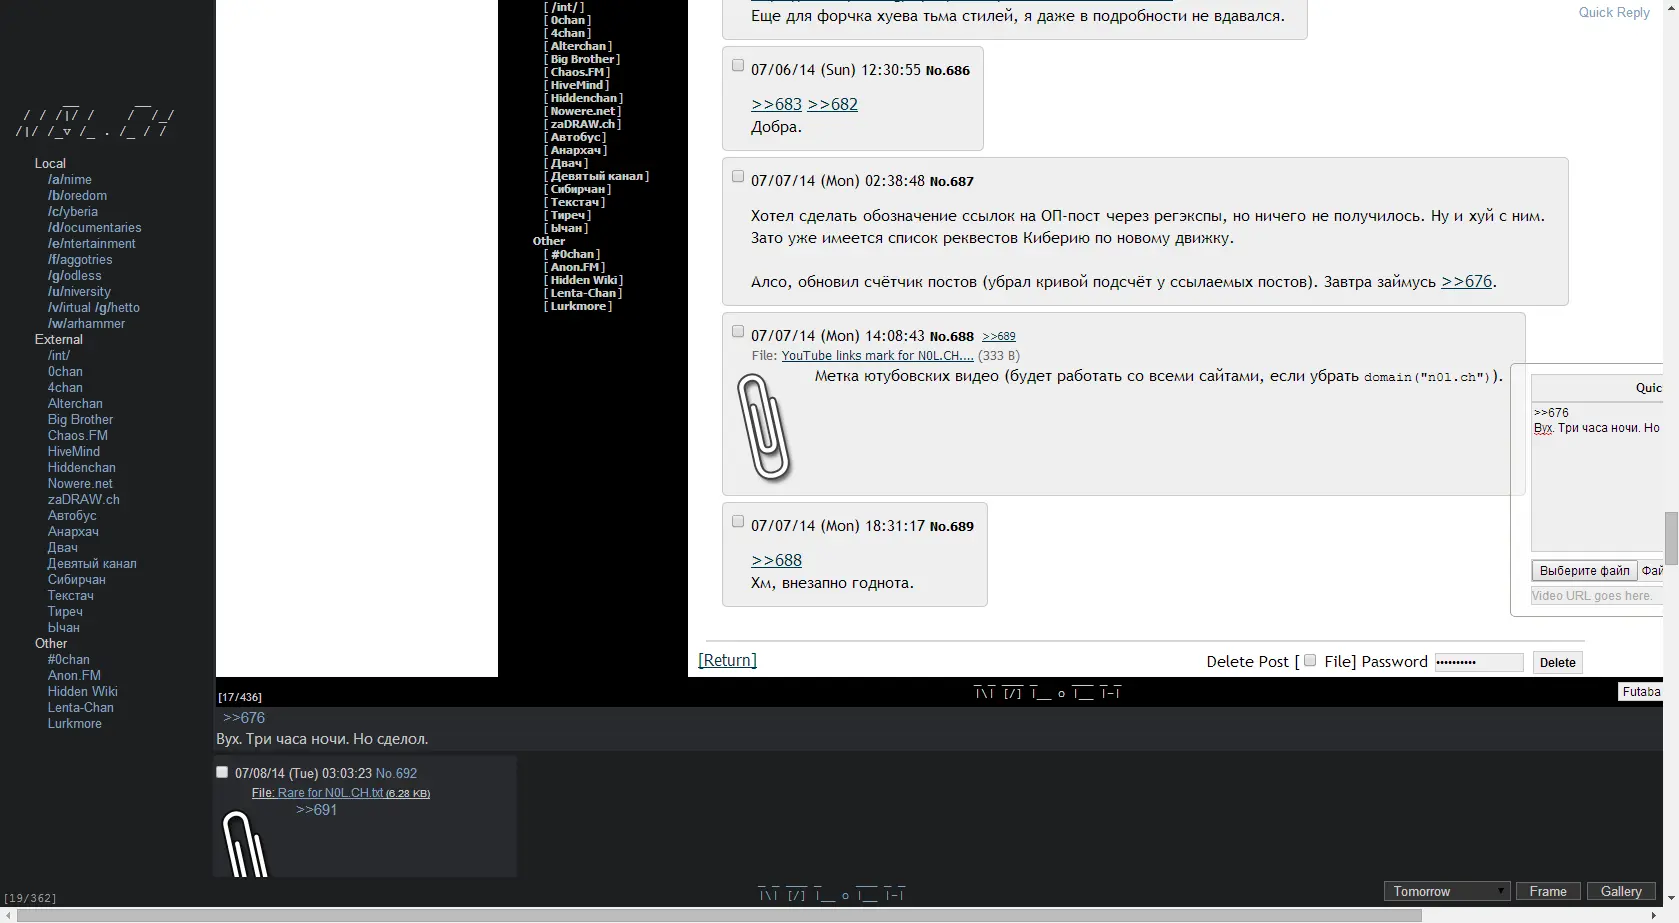 Local
/a/nime
/b/oredom
/c/yberia
/d/ocumentaries
/e/ntertainment
/f/aggotries
/g/odless
/u/niversity
/v/irtual /g/hetto
/w/arhammer
External
/int/
0chan
4chan
Alterchan
Big Brother
Chaos.FM
HiveMind
Hiddenchan
Nowere.net
zaDRAW.ch
Автобус
Анархач
Двач
Девятый канал
Сибирчан
Текстач
Тиреч
Ычан
Other
#0chan
Anon.FM
Hidden Wiki
Lenta-Chan
Lurkmore
[19/362]
[ /int/ ]
[ 0chan ]
[ 4chan ]
[ Alterchan ]
[ Big Brother ]
[ Chaos.FM ]
[ HiveMind ]
[ Hiddenchan ]
[ Nowere.net ]
[ zaDRAW.ch ]
[ Автобус ]
[ Анархач ]
[ Двач ]
[ Девятый канал ]
[ Сибирчан ]
[ Текстач ]
[ Тиреч ]
[ Ычан ]
Other
[ #0chan ]
[ Anon.FM ]
[ Hidden Wiki ]
[ Lenta-Chan ]
[ Lurkmore ]
Еще для форчка хуева тьма стилей, я даже в подробности не вдавался.
Quick Reply
07/06/14 (Sun) 12:30:55 No.686
>>683 >>682
Добра.
07/07/14 (Mon) 02:38:48 No.687
Хотел сделать обозначение ссылок на ОП-пост через регэкспы, но ничего не получилось. Ну и хуй с ним.
Зато уже имеется список реквестов Киберию по новому движку.
Алсо, обновил счётчик постов (убрал кривой подсчёт у ссылаемых постов). Завтра займусь >>676.
07/07/14 (Mon) 14:08:43 No.688 >>689
File: YouTube links mark for N0L.CH.... (333 B)
Метка ютубовских видео (будет работать со всеми сайтами, если убрать domain("n0l.ch")).
07/07/14 (Mon) 18:31:17 No.689
>>688
Хм, внезапно годнота.
Quic
>>676
Вух. Три часа ночи. Но
Выберите файл Фай
Video URL goes here.
[Return]
Delete Post [ File] Password •••••••••• Delete
[17/436]
Futaba
>>676
Вух. Три часа ночи. Но сделол.
07/08/14 (Tue) 03:03:23 No.692
File: Rare for N0L.CH.txt (6.28 KB)
>>691
Tomorrow Frame Gallery